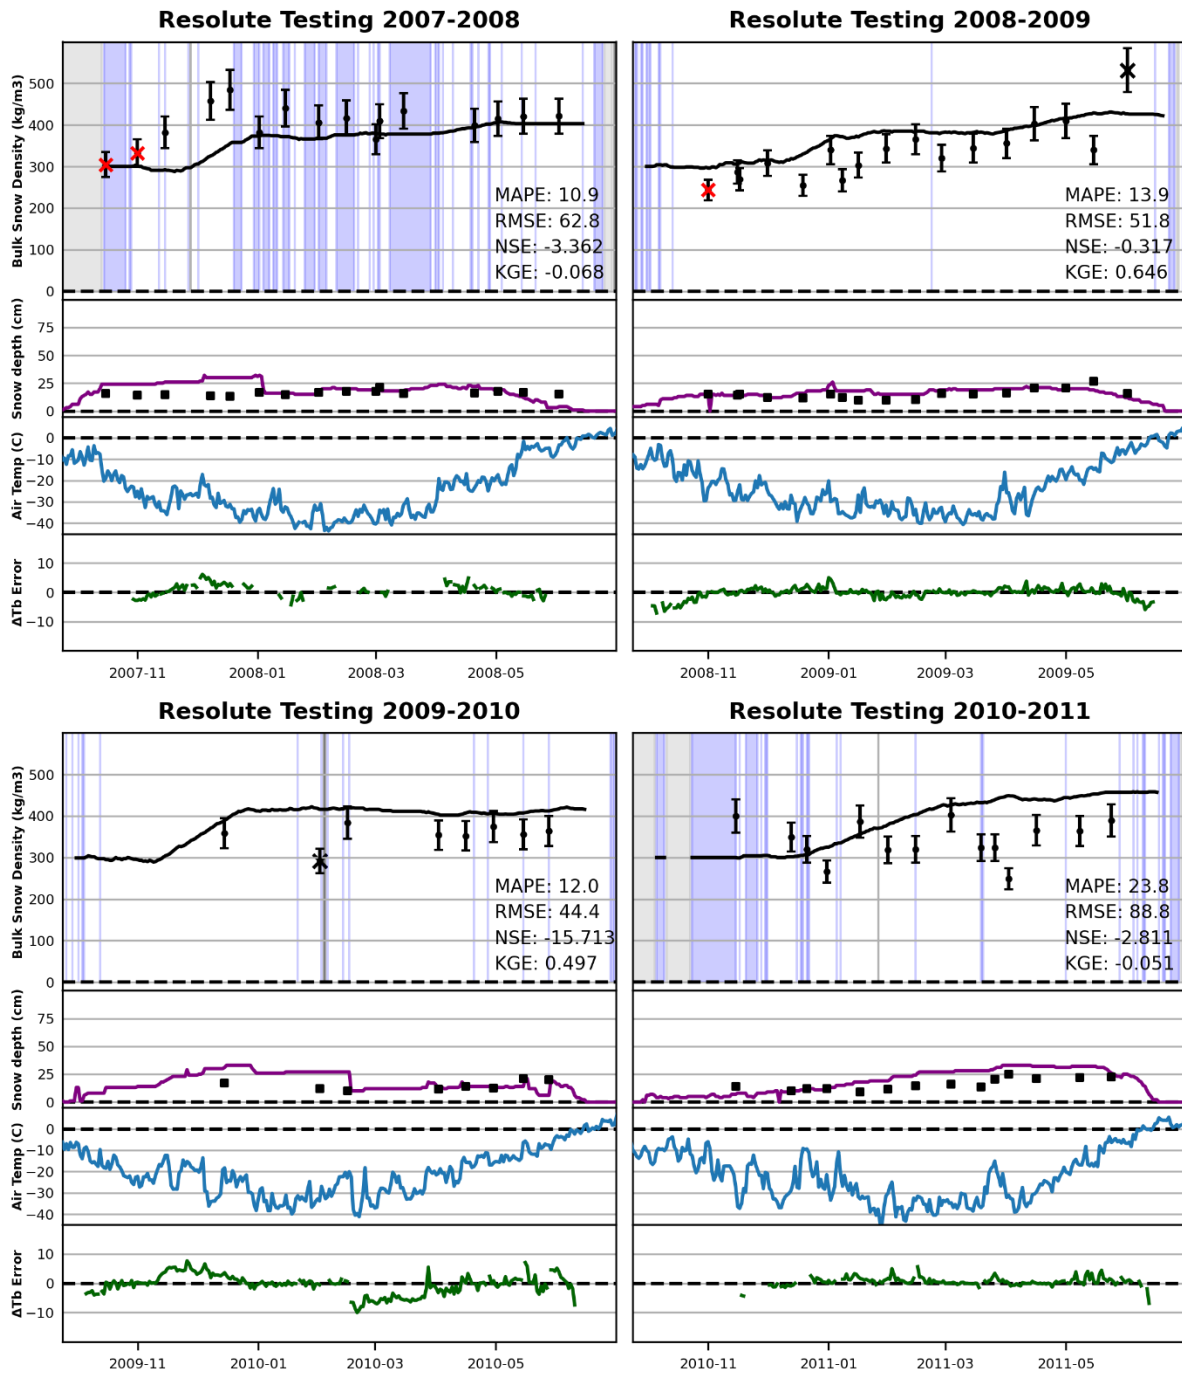 Resolute Testing 2007-2008
Bulk Snow Density (kg/m3)
500
400
300
200
100
0
MAPE: 10.9
RMSE: 62.8
NSE: -3.362
KGE: -0.068
Snow depth (cm)
75
50
25
0
Air Temp (C)
0
−10
−20
−30
−40
ΔTb Error
10
0
−10
2007-11
2008-01
2008-03
2008-05
Resolute Testing 2008-2009
MAPE: 13.9
RMSE: 51.8
NSE: -0.317
KGE: 0.646
2008-11
2009-01
2009-03
2009-05
Resolute Testing 2009-2010
Bulk Snow Density (kg/m3)
500
400
300
200
100
0
MAPE: 12.0
RMSE: 44.4
NSE: -15.713
KGE: 0.497
Snow depth (cm)
75
50
25
0
Air Temp (C)
0
−10
−20
−30
−40
ΔTb Error
10
0
−10
2009-11
2010-01
2010-03
2010-05
Resolute Testing 2010-2011
MAPE: 23.8
RMSE: 88.8
NSE: -2.811
KGE: -0.051
2010-11
2011-01
2011-03
2011-05